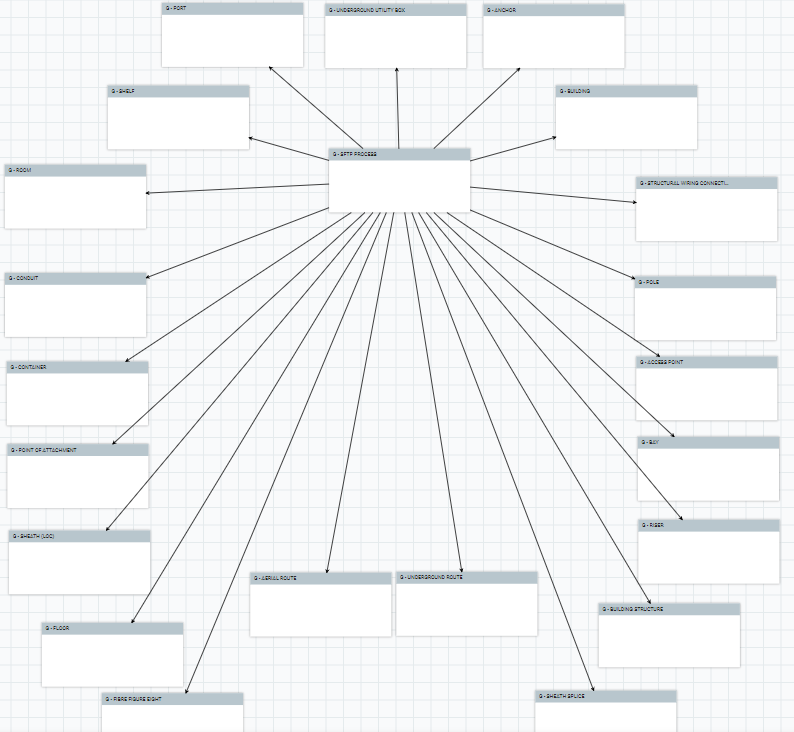 G - PORT
G - UNDERGROUND UTILITY BOX
G - ANCHOR
G - SHELF
G - BUILDING
G - SFTP PROCESS
G - ROOM
G - STRUCTURAL WIRING CONNECTI...
G - CONDUIT
G - POLE
G - ACCESS POINT
G - CONTAINER
G - BAY
G - POINT OF ATTACHMENT
G - RISER
G - SHEATH (LOC)
G - AERIAL ROUTE
G - UNDERGROUND ROUTE
G - BUILDING STRUCTURE
G - FLOOR
G - FIBRE FIGURE EIGHT
G - SHEATH SPLICE